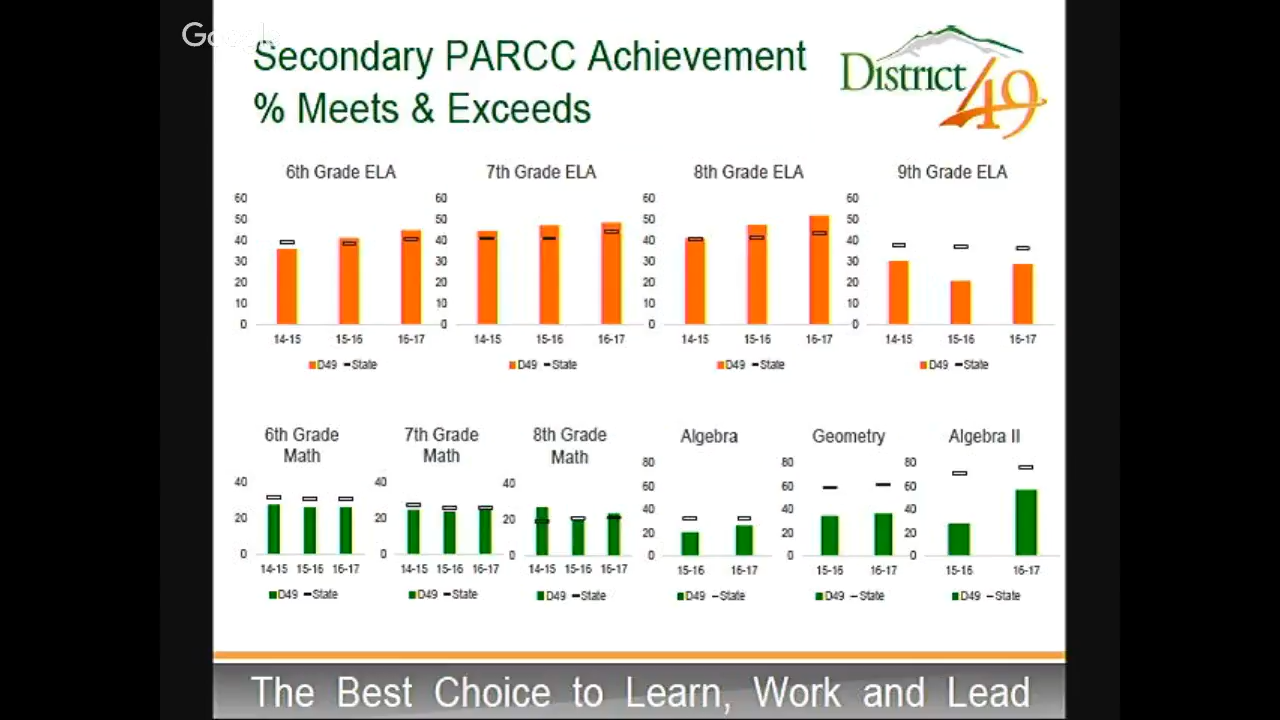 Google
Secondary PARCC Achievement
% Meets & Exceeds
District 49
6th Grade ELA
60
50
40
30
20
10
0
14-15 15-16 16-17
D49 State
7th Grade ELA
60
50
40
30
20
10
0
14-15 15-16 16-17
D49 State
8th Grade ELA
60
50
40
30
20
10
0
14-15 15-16 16-17
D49 State
9th Grade ELA
60
50
40
30
20
10
0
14-15 15-16 16-17
D49 State
6th Grade
Math
40
20
0
14-15 15-16 16-17
D49 State
7th Grade
Math
40
20
0
14-15 15-16 16-17
D49 State
8th Grade
Math
40
20
0
14-15 15-16 16-17
D49 State
Algebra
80
60
40
20
0
15-16 16-17
D49 State
Geometry
80
60
40
20
0
15-16 16-17
D49 State
Algebra II
80
60
40
20
0
15-16 16-17
D49 State
The Best Choice to Learn, Work and Lead